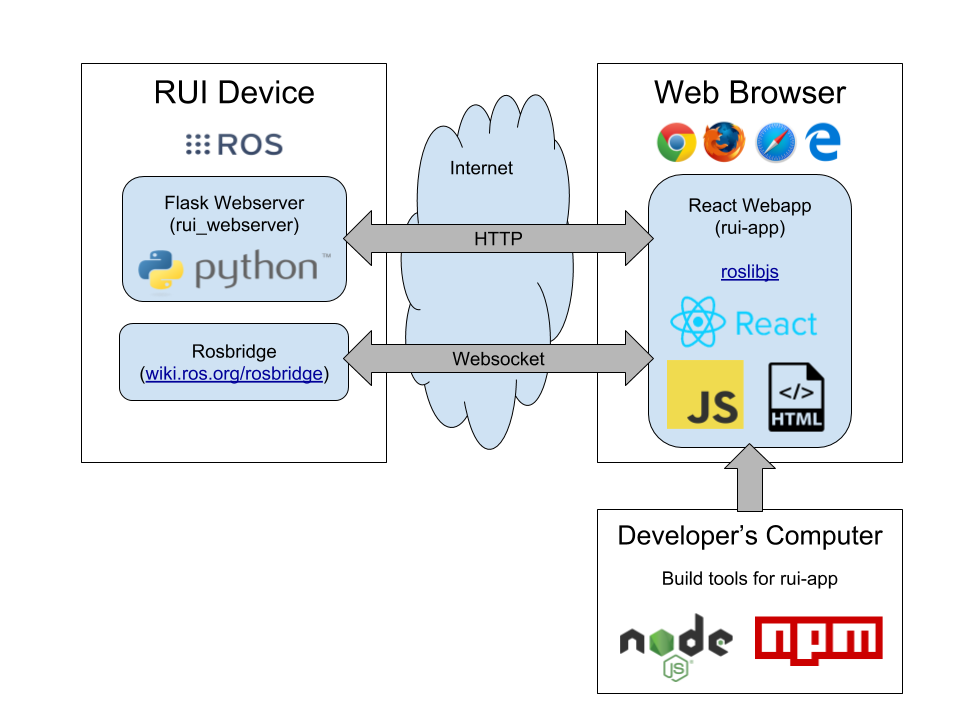 RUI Device
ROS
Flask Webserver
(rui_webserver)
python™
Rosbridge
(wiki.ros.org/rosbridge)
Internet
HTTP
Websocket
Web Browser
React Webapp
(rui-app)
roslibjs
React
JS
</>
HTML
Developer’s Computer
Build tools for rui-app
node
JS
npm